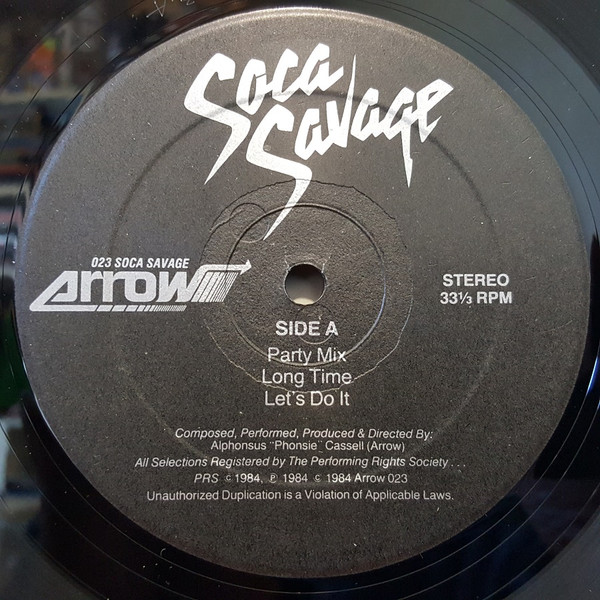 Soca
Savage
023 SOCA SAVAGE
arrow
STEREO
33⅓ RPM
SIDE A
Party Mix
Long Time
Let's Do It
Composed, Performed, Produced & Directed By:
Alphonsus "Phonsie" Cassell (Arrow)
All Selections Registered by The Performing Rights Society . . .
PRS © 1984, ℗ 1984 © 1984 Arrow 023
Unauthorized Duplication is a Violation of Applicable Laws.